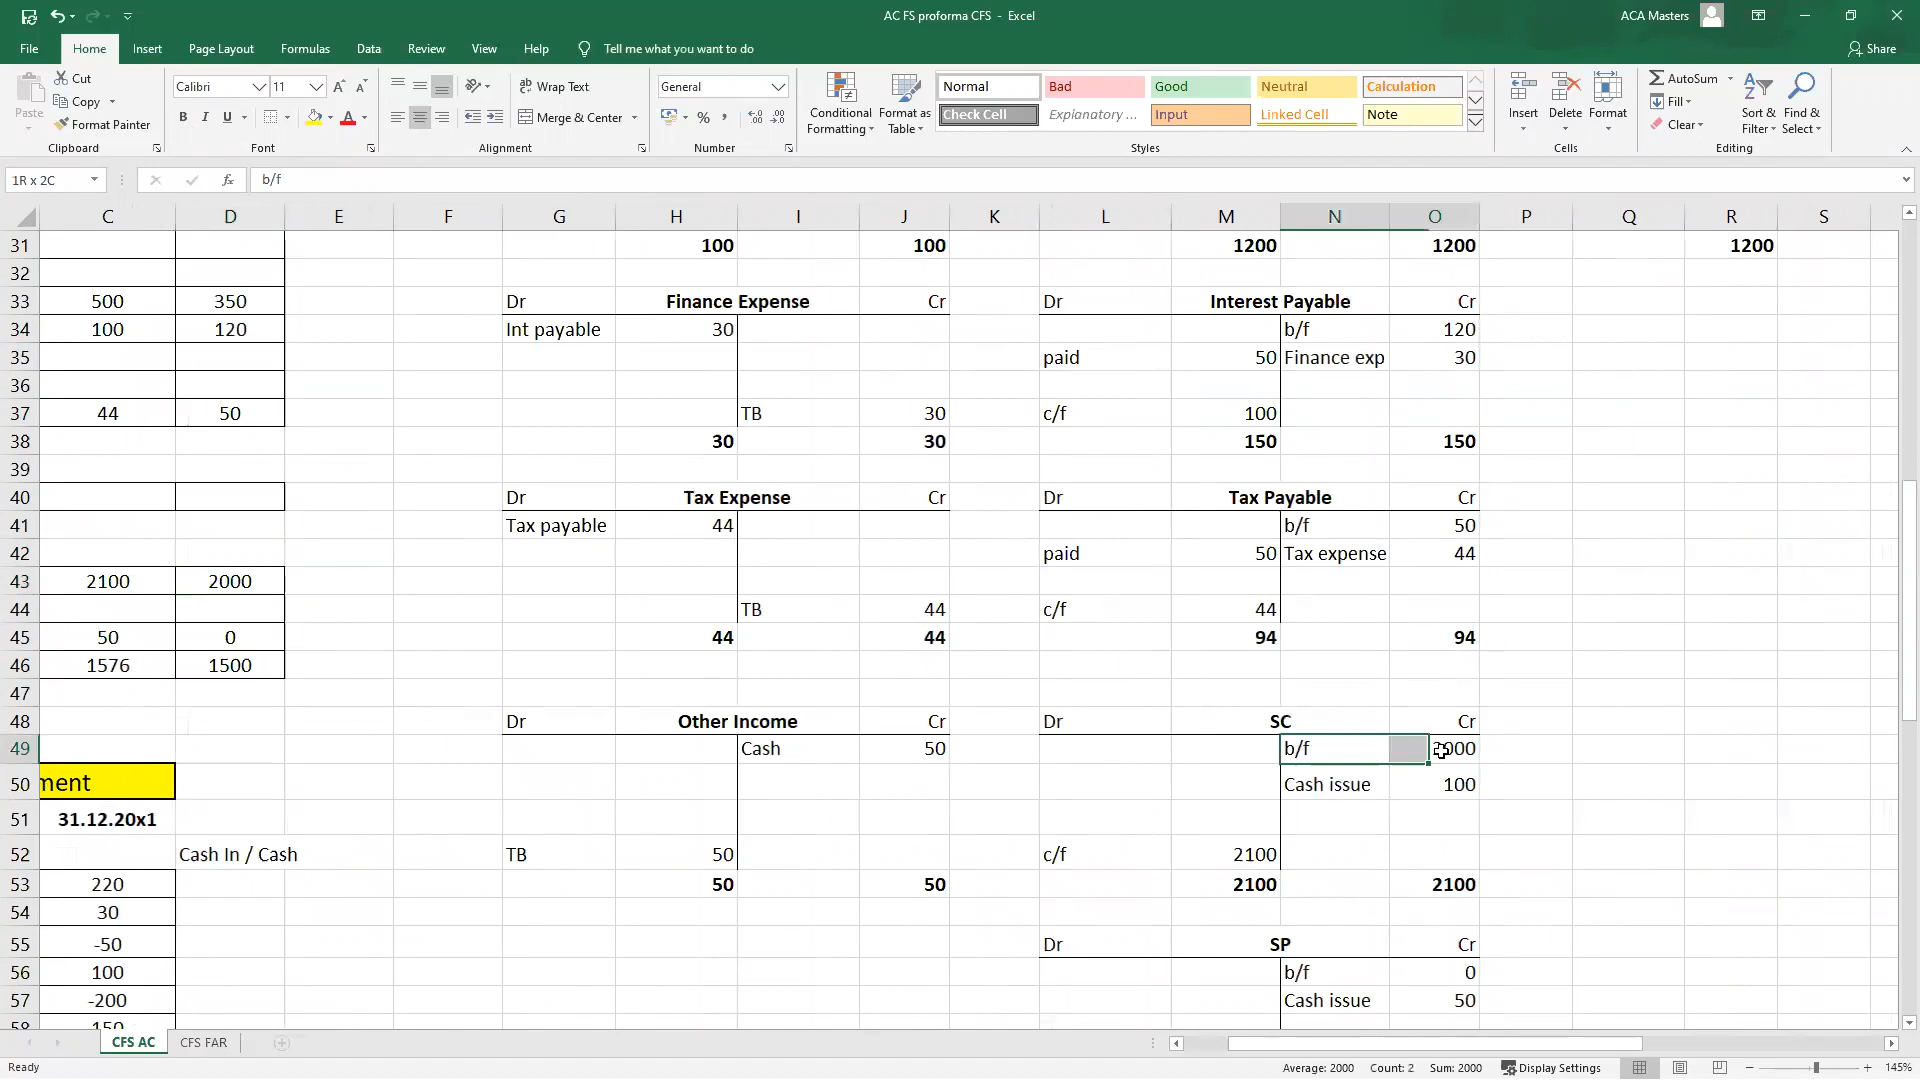 AC FS proforma CFS - Excel
ACA Masters
File Home Insert Page Layout Formulas Data Review View Help Tell me what you want to do Share
Paste
Cut
Copy
Format Painter
Clipboard
Calibri 11
B I U
Font
Wrap Text
Merge & Center
Alignment
General
Number
Conditional Formatting
Format as Table
Normal Bad Good Neutral Calculation
Check Cell Explanatory ... Input Linked Cell Note
Styles
Insert Delete Format
Cells
AutoSum
Fill
Clear
Sort & Filter
Find & Select
Editing
1R x 2C fx b/f
C D E F G H I J K L M N O P Q R S
31 100 100 1200 1200 1200
32
33 500 350 Dr Finance Expense Cr Dr Interest Payable Cr
34 100 120 Int payable 30 b/f 120
35 paid 50 Finance exp 30
36
37 44 50 TB 30 c/f 100
38 30 30 150 150
39
40 Dr Tax Expense Cr Dr Tax Payable Cr
41 Tax payable 44 b/f 50
42 paid 50 Tax expense 44
43 2100 2000
44 TB 44 c/f 44
45 50 0 44 44 94 94
46 1576 1500
47
48 Dr Other Income Cr Dr SC Cr
49 Cash 50 b/f 000
50 ment Cash issue 100
51 31.12.20x1
52 Cash In / Cash TB 50 c/f 2100
53 220 50 50 2100 2100
54 30
55 -50 Dr SP Cr
56 100 b/f 0
57 -200 Cash issue 50
58 150
CFS AC CFS FAR
Ready Average: 2000 Count: 2 Sum: 2000 Display Settings 145%